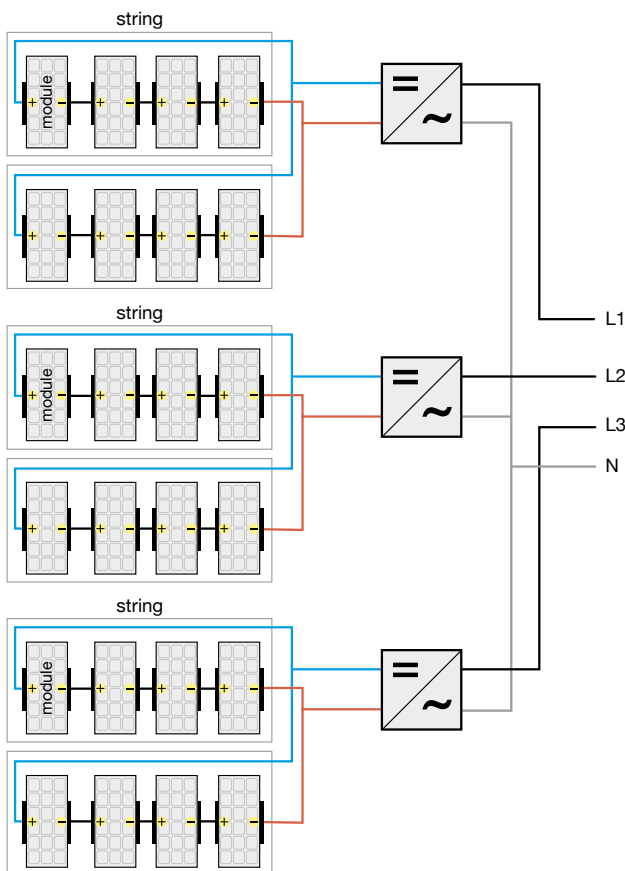 string
module
+ − + − + − + −
+ − + − + − + −
= ~
L1
string
module
+ − + − + − + −
+ − + − + − + −
= ~
L2
L3
N
string
module
+ − + − + − + −
+ − + − + − + −
= ~